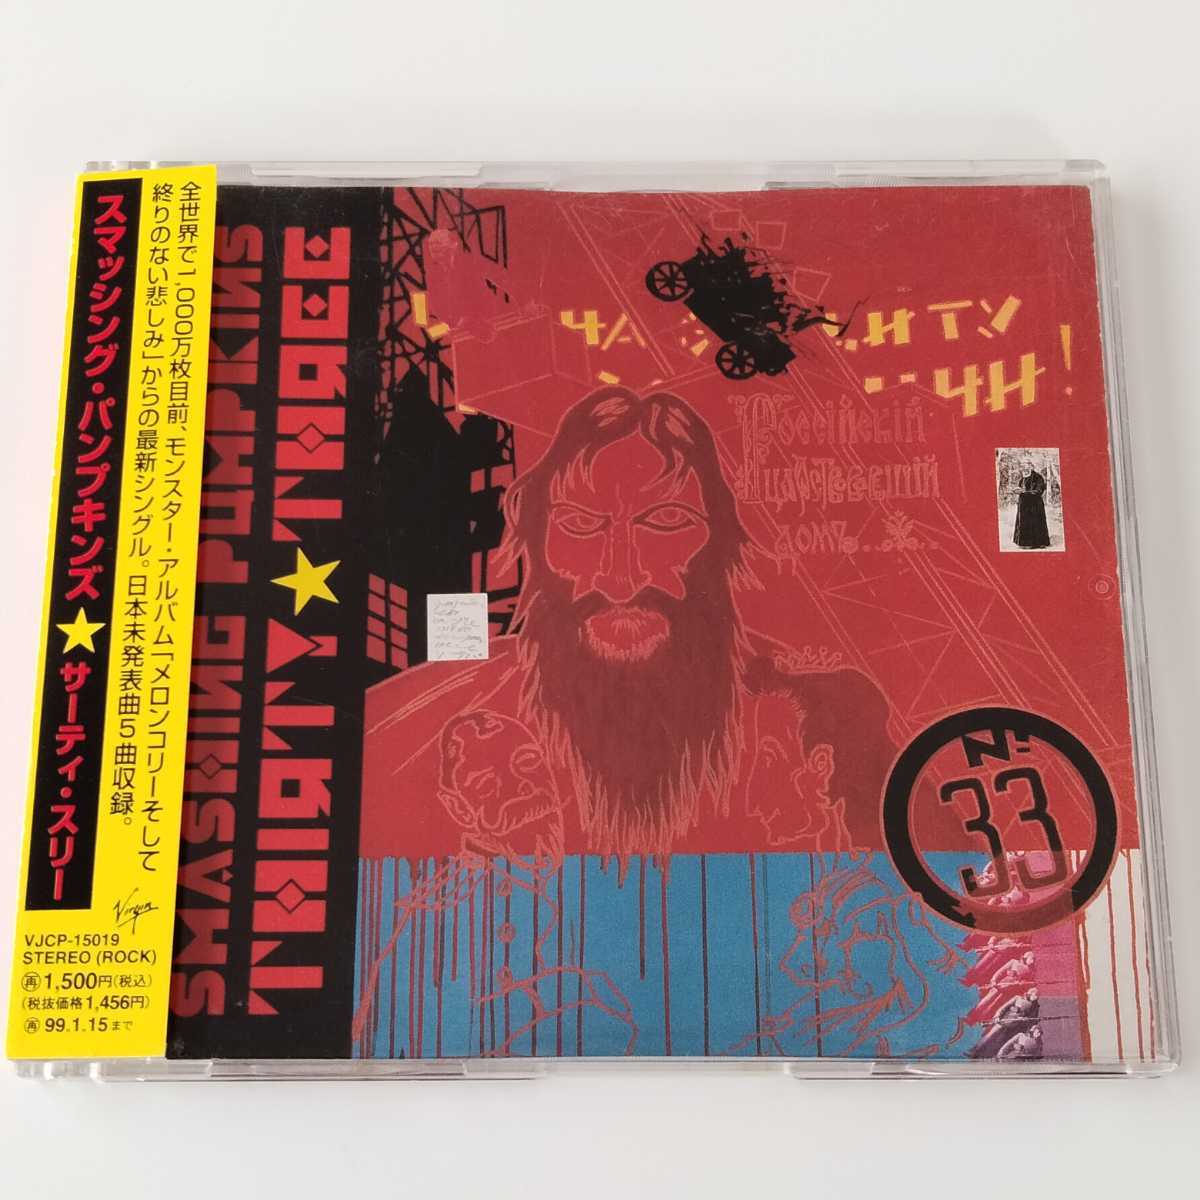 スマッシング・パンプキンズ★サーティ・スリー
全世界で1,000万枚目前、モンスター・アルバム「メロンコリーそして
終りのない悲しみ」からの最新シングル。日本未発表曲5曲収録。
Virgin
VJCP-15019
STEREO (ROCK)
再1,500円(税込)
(税抜価格1,456円)
再99.1.15まで
SMASHING PUMPKINS
THIRTY★THREE
Россійскій
Царствовавшій
домъ
No.
33